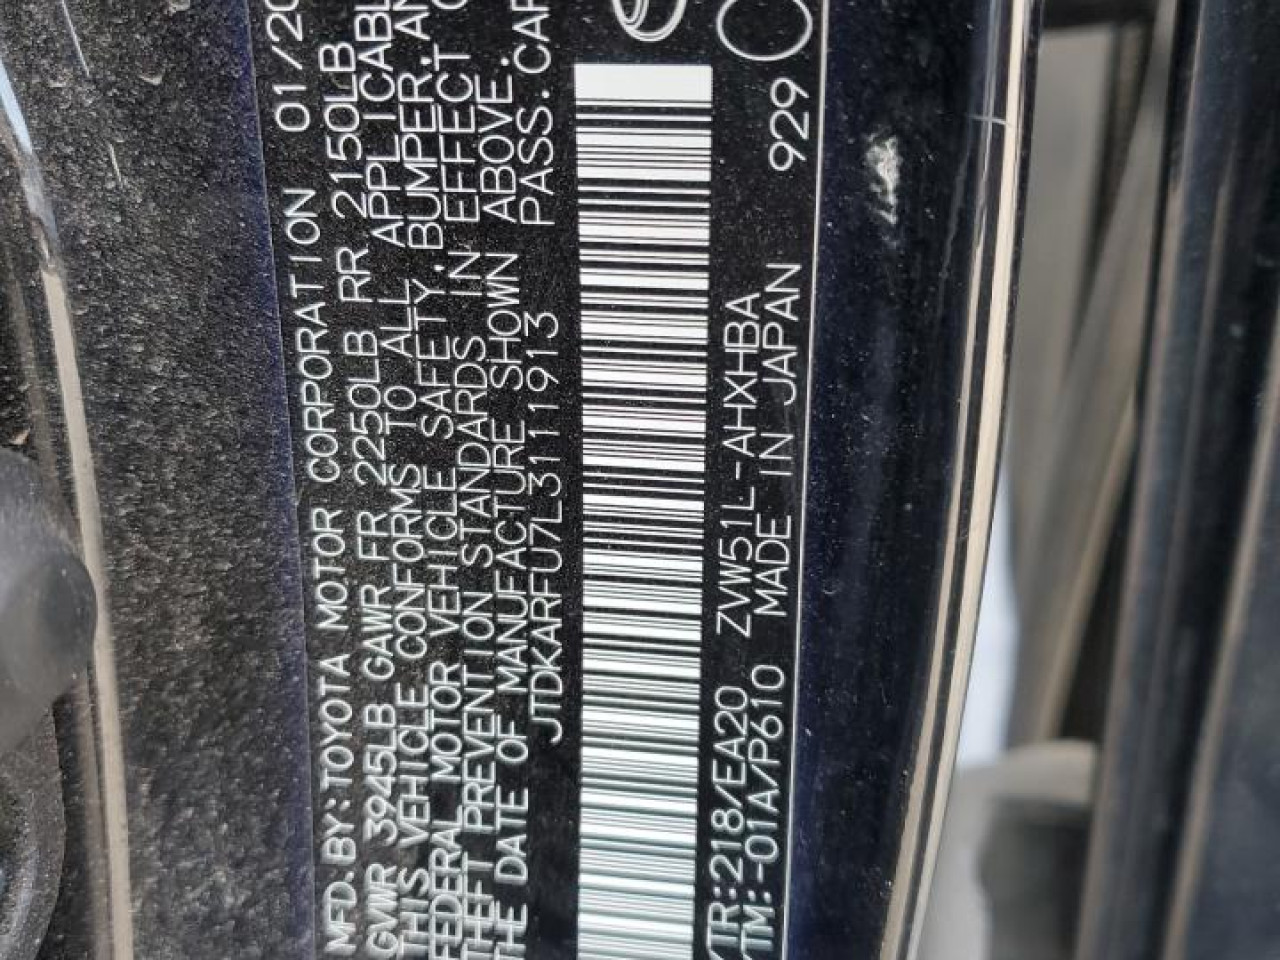 MFD.BY:TOYOTA MOTOR CORPORATION 01/20
GVWR 3945LB GAWR FR 2250LB RR 2150LB
THIS VEHICLE CONFORMS TO ALL APPLICABL
FEDERAL MOTOR VEHICLE SAFETY, BUMPER, AN
THEFT PREVENTION STANDARDS IN EFFECT O
THE DATE OF MANUFACTURE SHOWN ABOVE.
JTDKARFU7L3111913 PASS.CAR
/TR:218/EA20 ZVW51L-AHXHBA
/TM:-01A/P610 MADE IN JAPAN 929